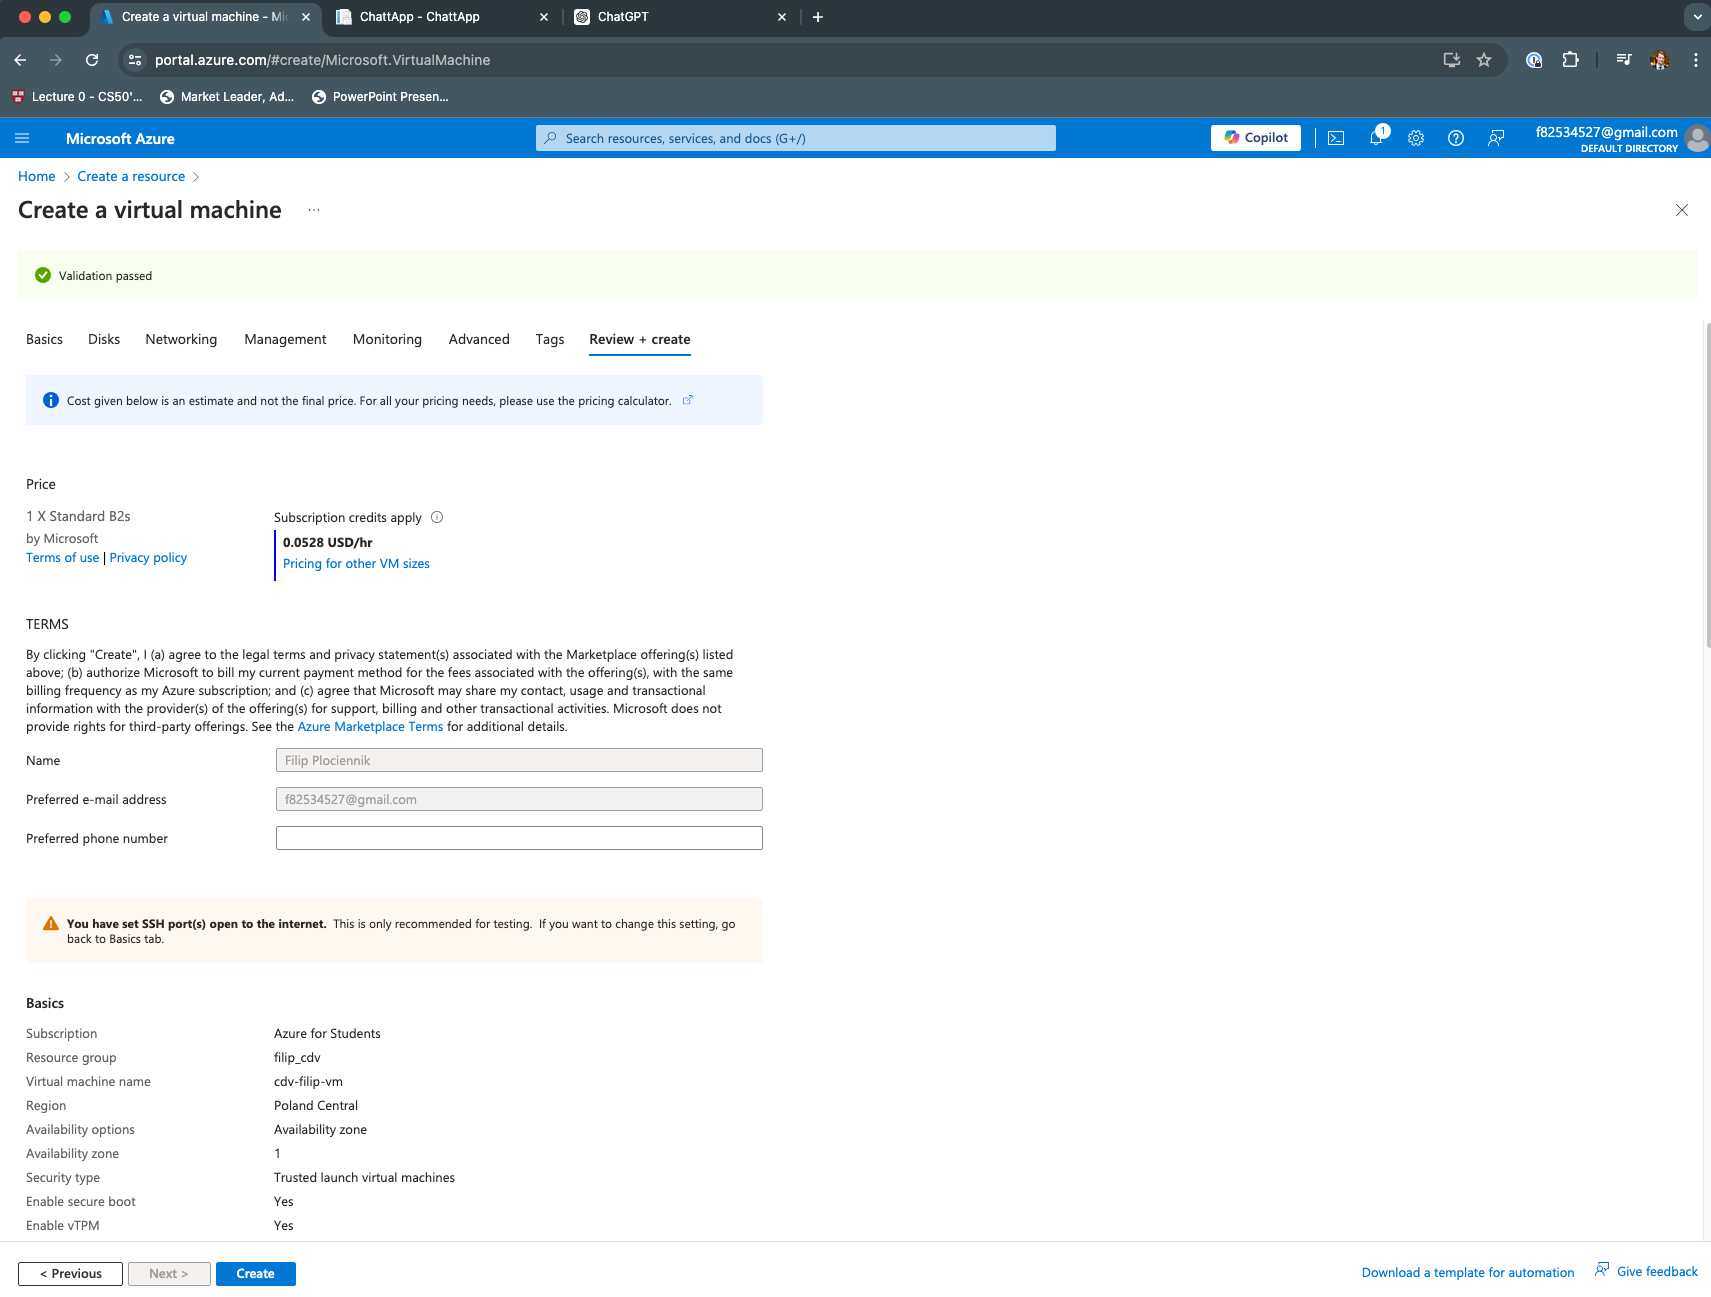 Create a virtual machine - Mic
ChattApp - ChattApp
ChatGPT
portal.azure.com/#create/Microsoft.VirtualMachine
Lecture 0 - CS50'...
Market Leader, Ad...
PowerPoint Presen...
Microsoft Azure
Search resources, services, and docs (G+/)
Copilot
1
f82534527@gmail.com
DEFAULT DIRECTORY
Home > Create a resource >
Create a virtual machine ...
Validation passed
Basics Disks Networking Management Monitoring Advanced Tags Review + create
Cost given below is an estimate and not the final price. For all your pricing needs, please use the pricing calculator.
Price
1 X Standard B2s
by Microsoft
Terms of use | Privacy policy
Subscription credits apply
0.0528 USD/hr
Pricing for other VM sizes
TERMS
By clicking "Create", I (a) agree to the legal terms and privacy statement(s) associated with the Marketplace offering(s) listed
above; (b) authorize Microsoft to bill my current payment method for the fees associated with the offering(s), with the same
billing frequency as my Azure subscription; and (c) agree that Microsoft may share my contact, usage and transactional
information with the provider(s) of the offering(s) for support, billing and other transactional activities. Microsoft does not
provide rights for third-party offerings. See the Azure Marketplace Terms for additional details.
Name Filip Plociennik
Preferred e-mail address f82534527@gmail.com
Preferred phone number
You have set SSH port(s) open to the internet. This is only recommended for testing. If you want to change this setting, go
back to Basics tab.
Basics
Subscription Azure for Students
Resource group filip_cdv
Virtual machine name cdv-filip-vm
Region Poland Central
Availability options Availability zone
Availability zone 1
Security type Trusted launch virtual machines
Enable secure boot Yes
Enable vTPM Yes
< Previous Next > Create
Download a template for automation
Give feedback